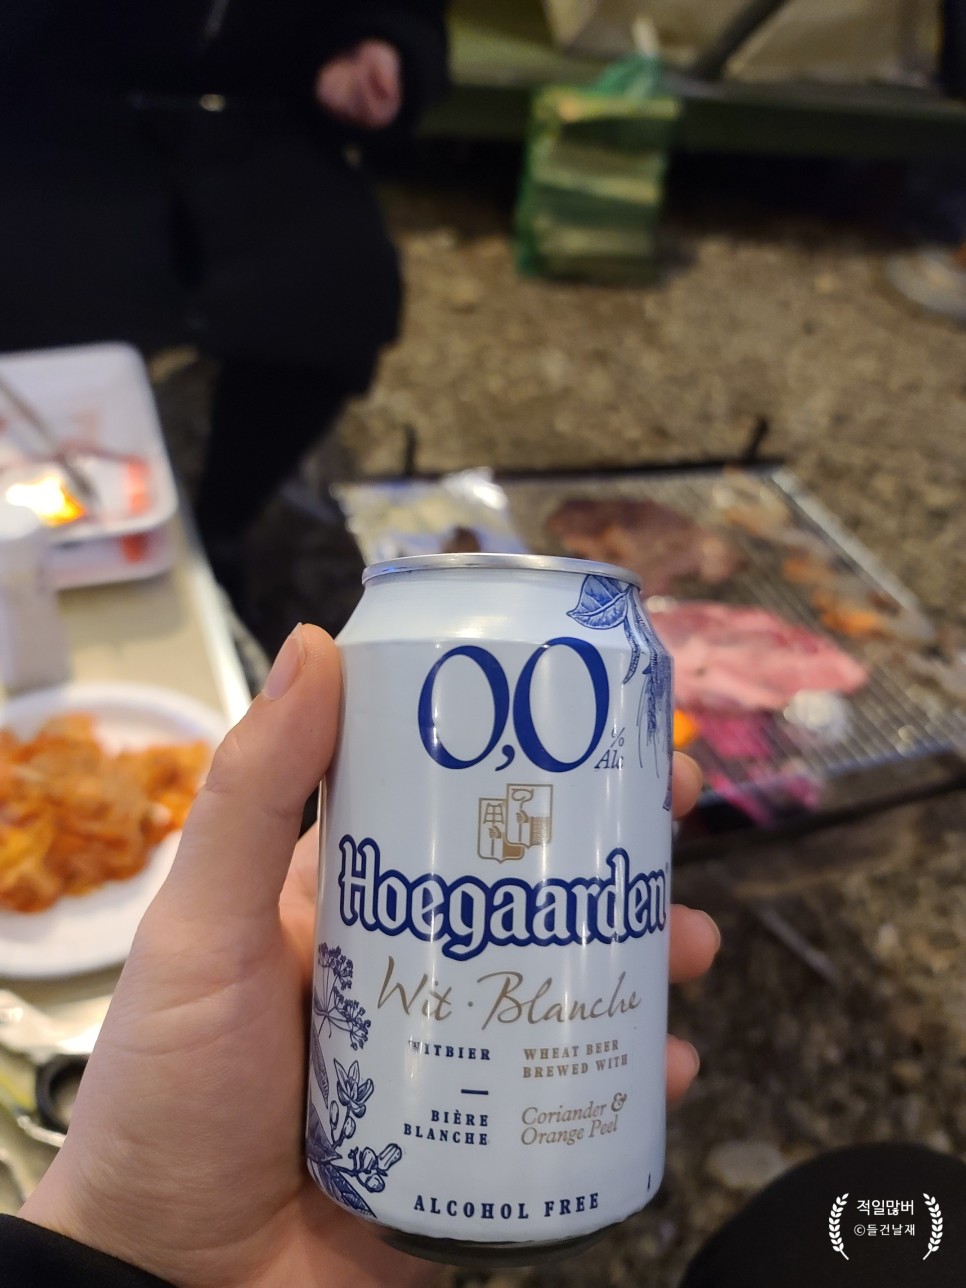 0,0
% Alc
Hoegaarden
Wit · Blanche
WITBIER
BIÈRE
BLANCHE
WHEAT BEER
BREWED WITH
Coriander &
Orange Peel
ALCOHOL FREE
적일많버
©들건날재